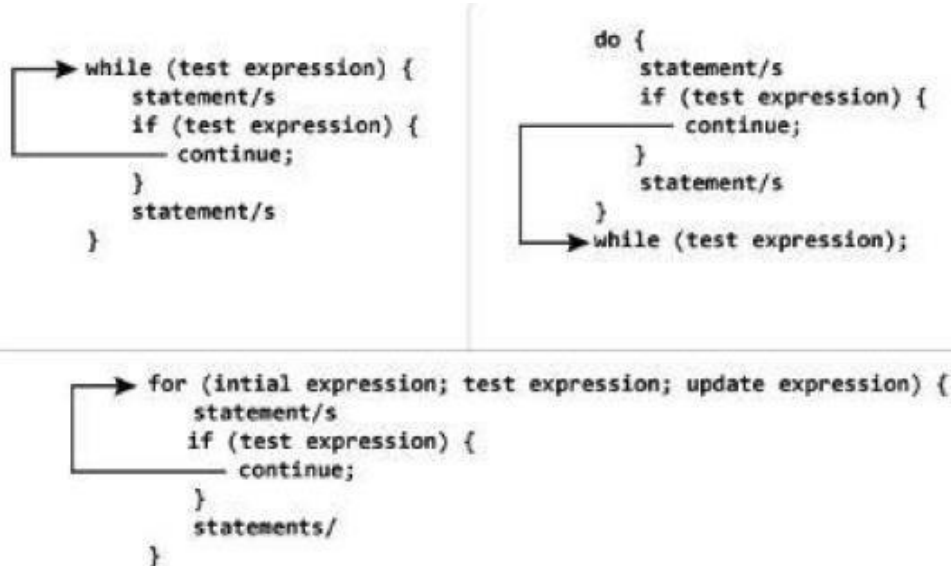 while (test expression) {
statement/s
if (test expression) {
continue;
}
statement/s
}
do {
statement/s
if (test expression) {
continue;
}
statement/s
}
while (test expression);
for (intial expression; test expression; update expression) {
statement/s
if (test expression) {
continue;
}
statements/
}